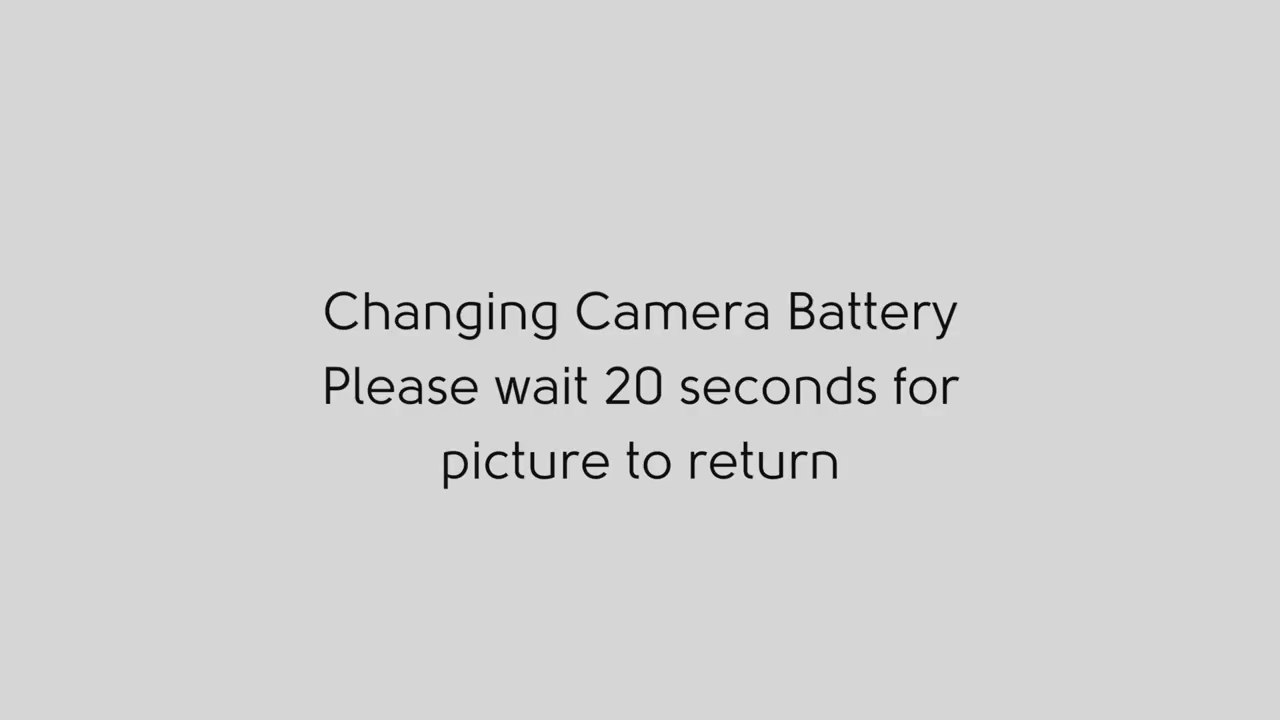 Changing Camera Battery
Please wait 20 seconds for
picture to return